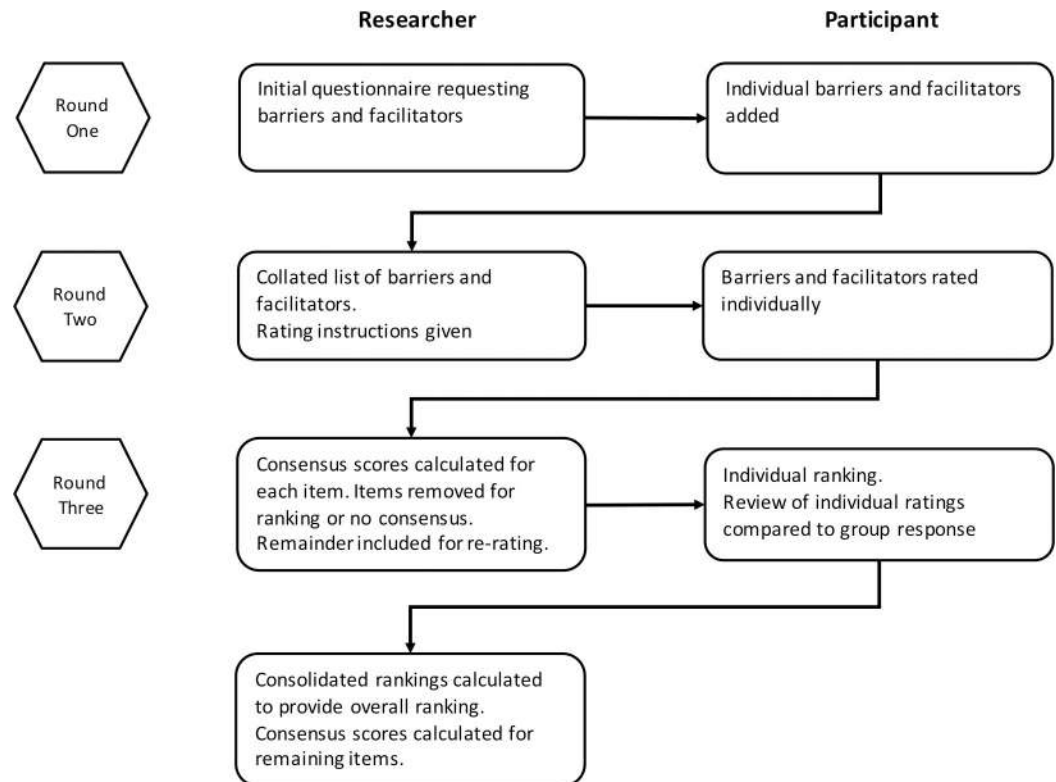 Researcher
Participant
Round
One
Initial questionnaire requesting
barriers and facilitators
Individual barriers and facilitators
added
Round
Two
Collated list of barriers and
facilitators.
Rating instructions given
Barriers and facilitators rated
individually
Round
Three
Consensus scores calculated for
each item. Items removed for
ranking or no consensus.
Remainder included for re-rating.
Individual ranking.
Review of individual ratings
compared to group response
Consolidated rankings calculated
to provide overall ranking.
Consensus scores calculated for
remaining items.